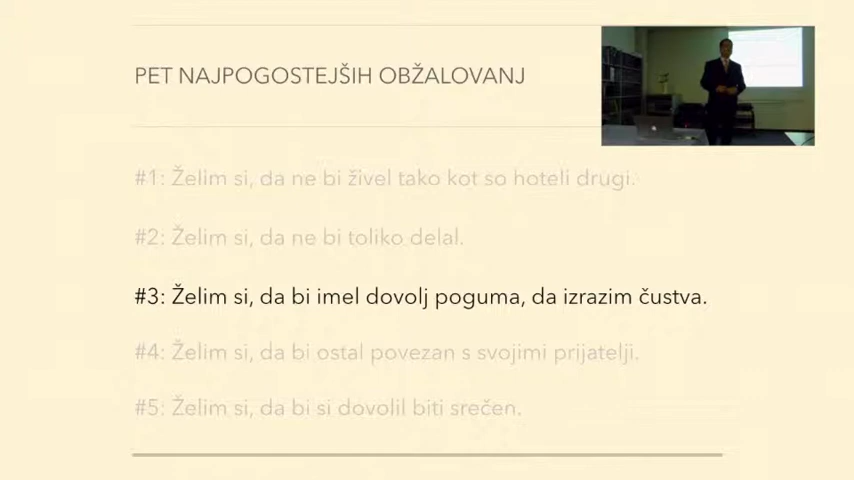 PET NAJPOGOSTEJŠIH OBŽALOVANJ
#1: Želim si, da ne bi živel tako kot so hoteli drugi.
#2: Želim si, da ne bi toliko delal.
#3: Želim si, da bi imel dovolj poguma, da izrazim čustva.
#4: Želim si, da bi ostal povezan s svojimi prijatelji.
#5: Želim si, da bi si dovolil biti srečen.